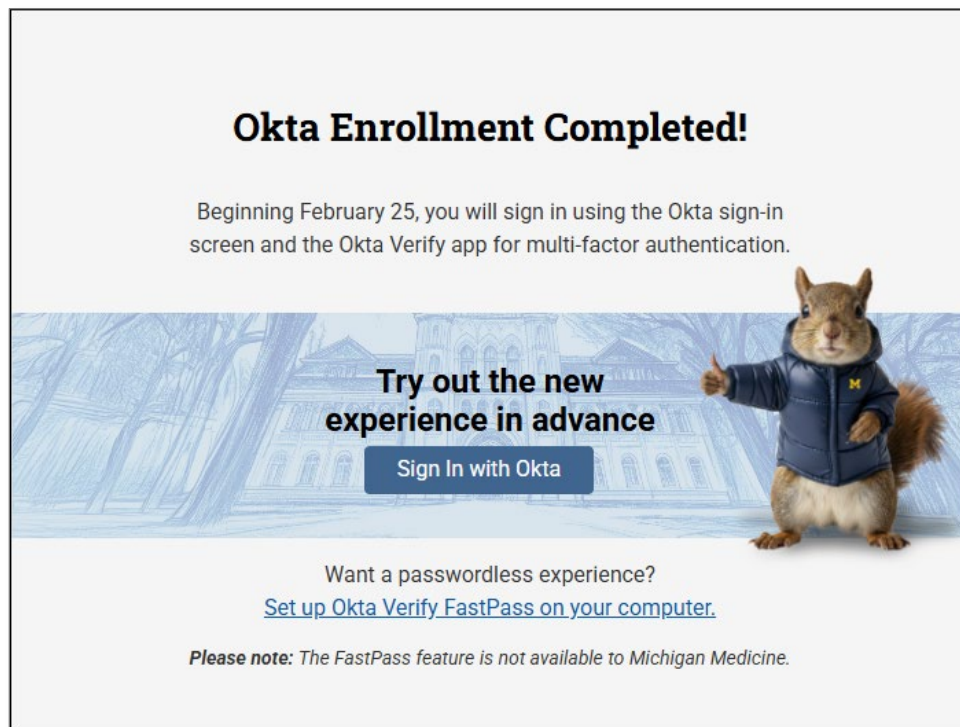 Okta Enrollment Completed!
Beginning February 25, you will sign in using the Okta sign-in
screen and the Okta Verify app for multi-factor authentication.
M
Try out the new
experience in advance
Sign In with Okta
Want a passwordless experience?
Set up Okta Verify FastPass on your computer.
Please note: The FastPass feature is not available to Michigan Medicine.